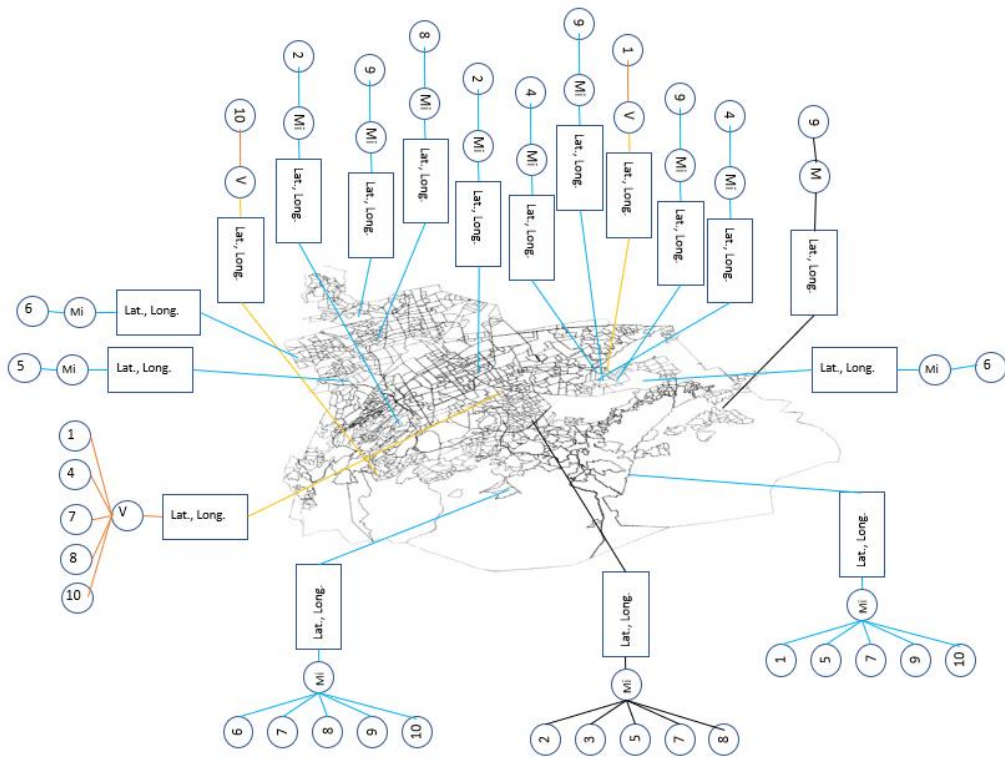 9
8
1
2
9
2
4
9
4
9
10
Mi
Mi
V
Mi
Mi
Mi
Mi
Mi
Mi
M
V
Lat., Long.
Lat., Long.
Lat., Long.
Lat., Long.
Lat., Long.
Lat., Long.
Lat., Long.
Lat., Long.
Lat., Long.
Lat., Long.
Lat., Long.
6 Mi Lat., Long.
5 Mi Lat., Long.
Lat., Long. Mi 6
1
4
7
8
10
V Lat., Long.
Lat., Long.
Mi
1 5 7 9 10
Lat., Long.
Mi
6 7 8 9 10
Lat., Long.
Mi
2 3 5 7 8